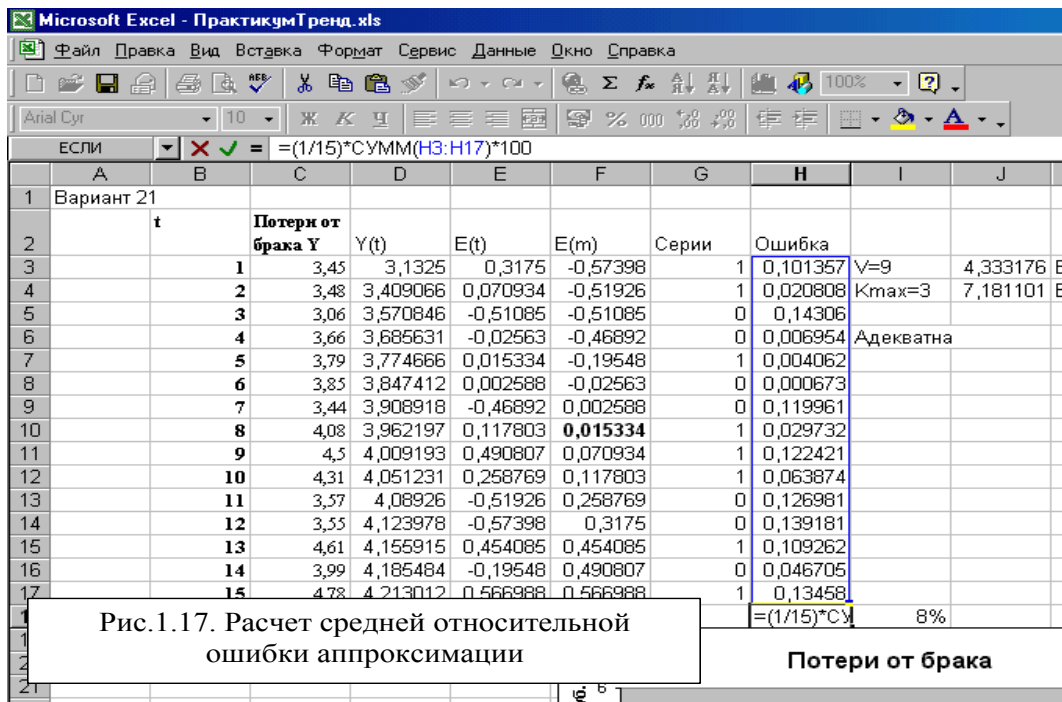 Microsoft Excel - ПрактикумТренд.xls
Файл Правка Вид Вставка Формат Сервис Данные Окно Справка
100%
Arial Cyr 10 Ж К Ч % 000
ЕСЛИ = =(1/15)*СУММ(H3:H17)*100
A B C D E F G H I J
1 Вариант 21
2 t Потери от брака Y Y(t) E(t) E(m) Серии Ошибка
3 1 3,45 3,1325 0,3175 -0,57398 1 0,101357 V=9 4,333176
4 2 3,48 3,409066 0,070934 -0,51926 1 0,020808 Kmax=3 7,181101
5 3 3,06 3,570846 -0,51085 -0,51085 0 0,14306
6 4 3,66 3,685631 -0,02563 -0,46892 0 0,006954 Адекватна
7 5 3,79 3,774666 0,015334 -0,19548 1 0,004062
8 6 3,85 3,847412 0,002588 -0,02563 0 0,000673
9 7 3,44 3,908918 -0,46892 0,002588 0 0,119961
10 8 4,08 3,962197 0,117803 0,015334 1 0,029732
11 9 4,5 4,009193 0,490807 0,070934 1 0,122421
12 10 4,31 4,051231 0,258769 0,117803 1 0,063874
13 11 3,57 4,08926 -0,51926 0,258769 0 0,126981
14 12 3,55 4,123978 -0,57398 0,3175 0 0,139181
15 13 4,61 4,155915 0,454085 0,454085 1 0,109262
16 14 3,99 4,185484 -0,19548 0,490807 0 0,046705
17 15 4,78 4,213012 0,566988 0,566988 1 0,13458
=(1/15)*СУ 8%
Рис.1.17. Расчет средней относительной
ошибки аппроксимации
Потери от брака
21
6